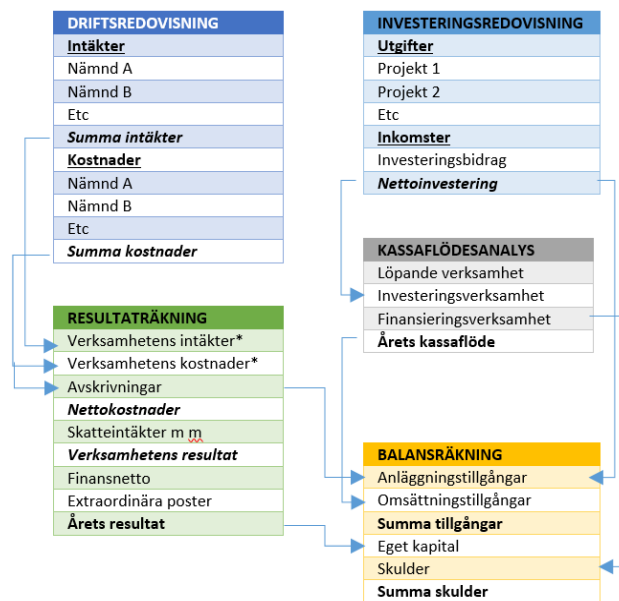 DRIFTSREDOVISNING
Intäkter
Nämnd A
Nämnd B
Etc
Summa intäkter
Kostnader
Nämnd A
Nämnd B
Etc
Summa kostnader
INVESTERINGSREDOVISNING
Utgifter
Projekt 1
Projekt 2
Etc
Inkomster
Investeringsbidrag
Nettoinvestering
KASSAFLÖDESANALYS
Löpande verksamhet
Investeringsverksamhet
Finansieringsverksamhet
Årets kassaflöde
RESULTATRÄKNING
Verksamhetens intäkter*
Verksamhetens kostnader*
Avskrivningar
Nettokostnader
Skatteintäkter m m
Verksamhetens resultat
Finansnetto
Extraordinära poster
Årets resultat
BALANSRÄKNING
Anläggningstillgångar
Omsättningstillgångar
Summa tillgångar
Eget kapital
Skulder
Summa skulder